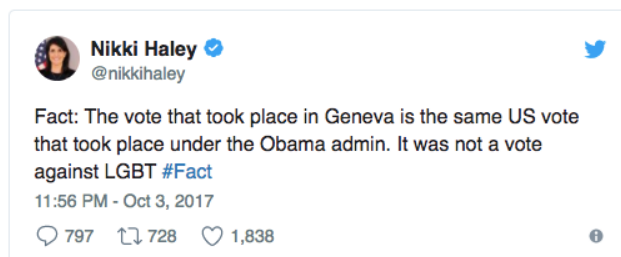 Nikki Haley
@nikkihaley
Fact: The vote that took place in Geneva is the same US vote
that took place under the Obama admin. It was not a vote
against LGBT #Fact
11:56 PM - Oct 3, 2017
797 728 1,838